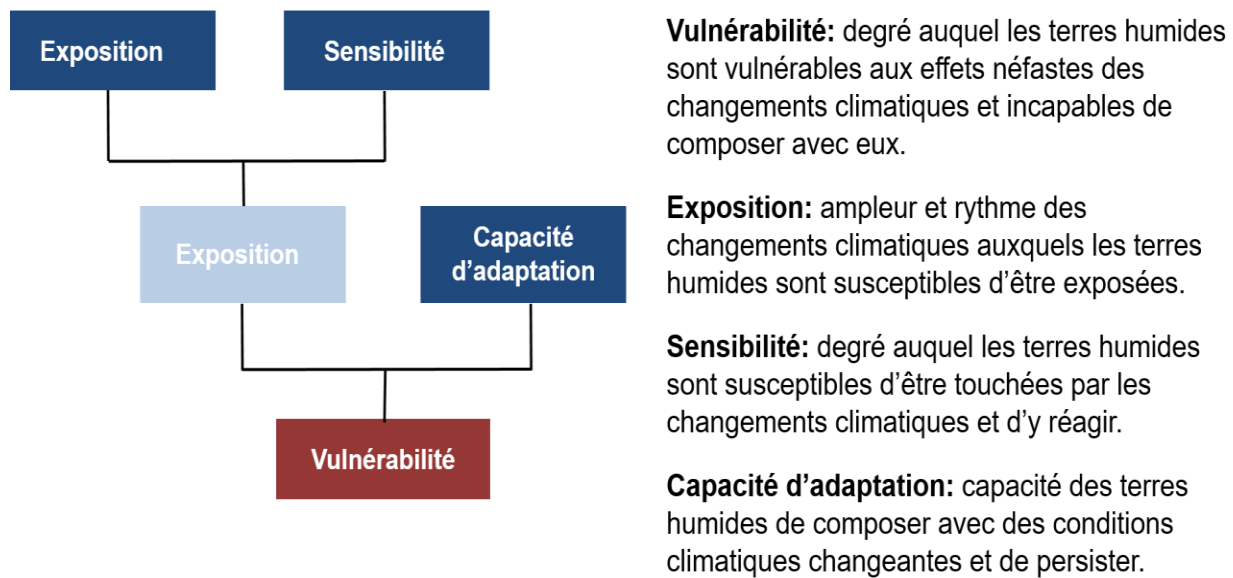 Exposition
Sensibilité
Exposition
Capacité
d'adaptation
Vulnérabilité
Vulnérabilité: degré auquel les terres humides
sont vulnérables aux effets néfastes des
changements climatiques et incapables de
composer avec eux.
Exposition: ampleur et rythme des
changements climatiques auxquels les terres
humides sont susceptibles d'être exposées.
Sensibilité: degré auquel les terres humides
sont susceptibles d'être touchées par les
changements climatiques et d'y réagir.
Capacité d'adaptation: capacité des terres
humides de composer avec des conditions
climatiques changeantes et de persister.